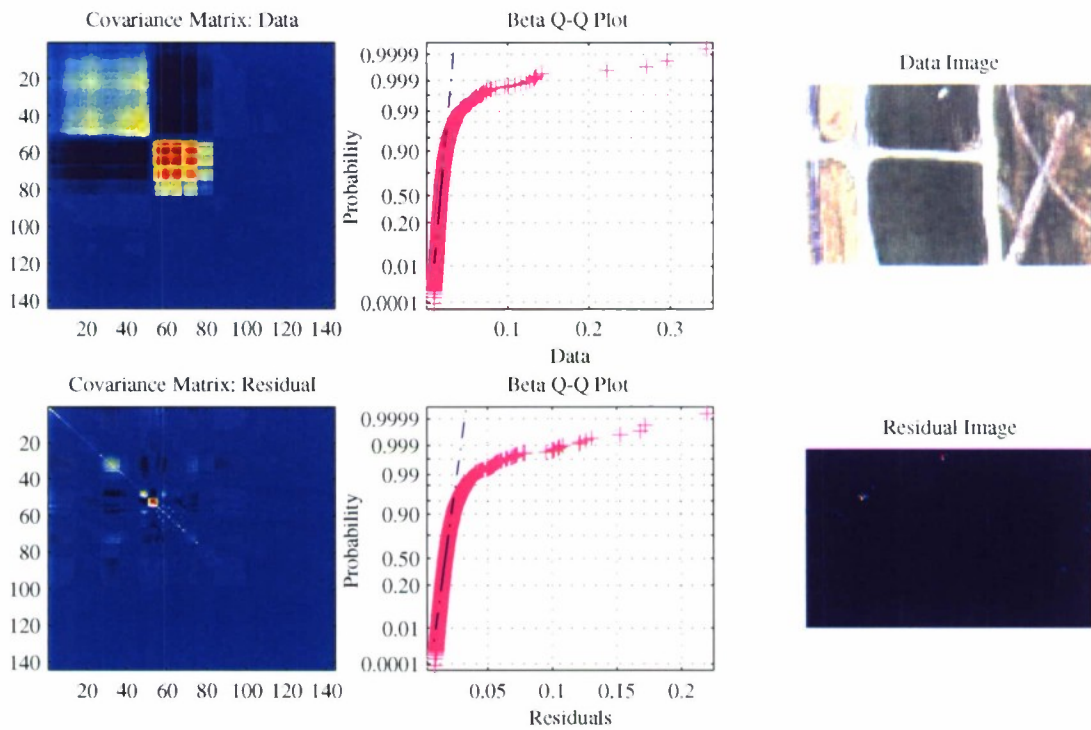 Covariance Matrix: Data
20
40
60
80
100
120
140
20 40 60 80 100 120 140
Beta Q-Q Plot
Probability
0.9999
0.999
0.99
0.90
0.50
0.20
0.01
0.0001
0.1 0.2 0.3
Data
Data Image
Covariance Matrix: Residual
20
40
60
80
100
120
140
20 40 60 80 100 120 140
Beta Q-Q Plot
Probability
0.9999
0.999
0.99
0.90
0.50
0.20
0.01
0.0001
0.05 0.1 0.15 0.2
Residuals
Residual Image